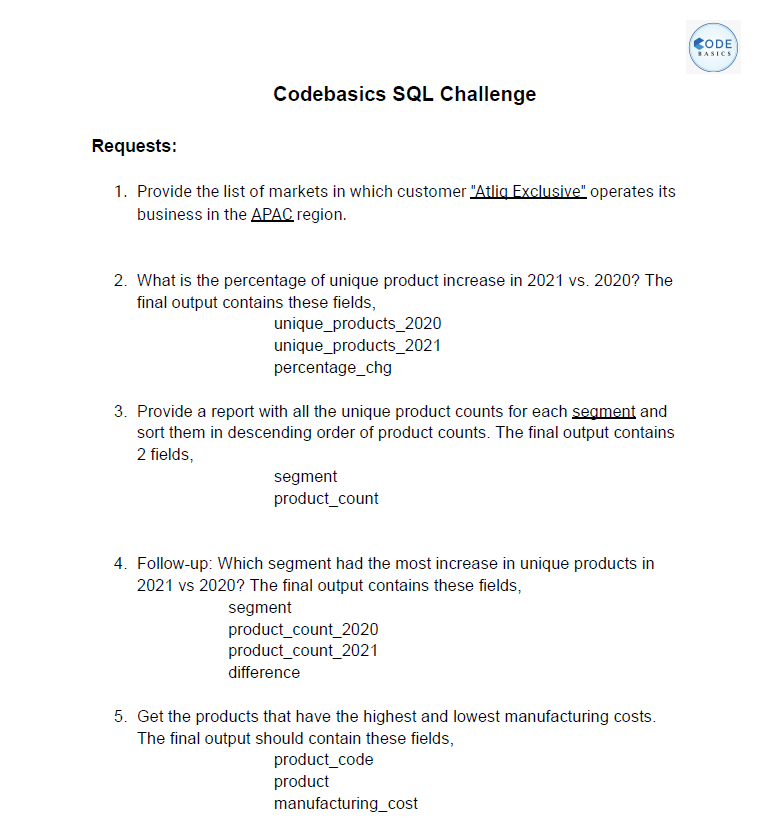 CODE
BASICS
Codebasics SQL Challenge
Requests:
1. Provide the list of markets in which customer "Atliq Exclusive" operates its
business in the APAC region.
2. What is the percentage of unique product increase in 2021 vs. 2020? The
final output contains these fields,
unique_products_2020
unique_products_2021
percentage_chg
3. Provide a report with all the unique product counts for each segment and
sort them in descending order of product counts. The final output contains
2 fields,
segment
product_count
4. Follow-up: Which segment had the most increase in unique products in
2021 vs 2020? The final output contains these fields,
segment
product_count_2020
product_count_2021
difference
5. Get the products that have the highest and lowest manufacturing costs.
The final output should contain these fields,
product_code
product
manufacturing_cost